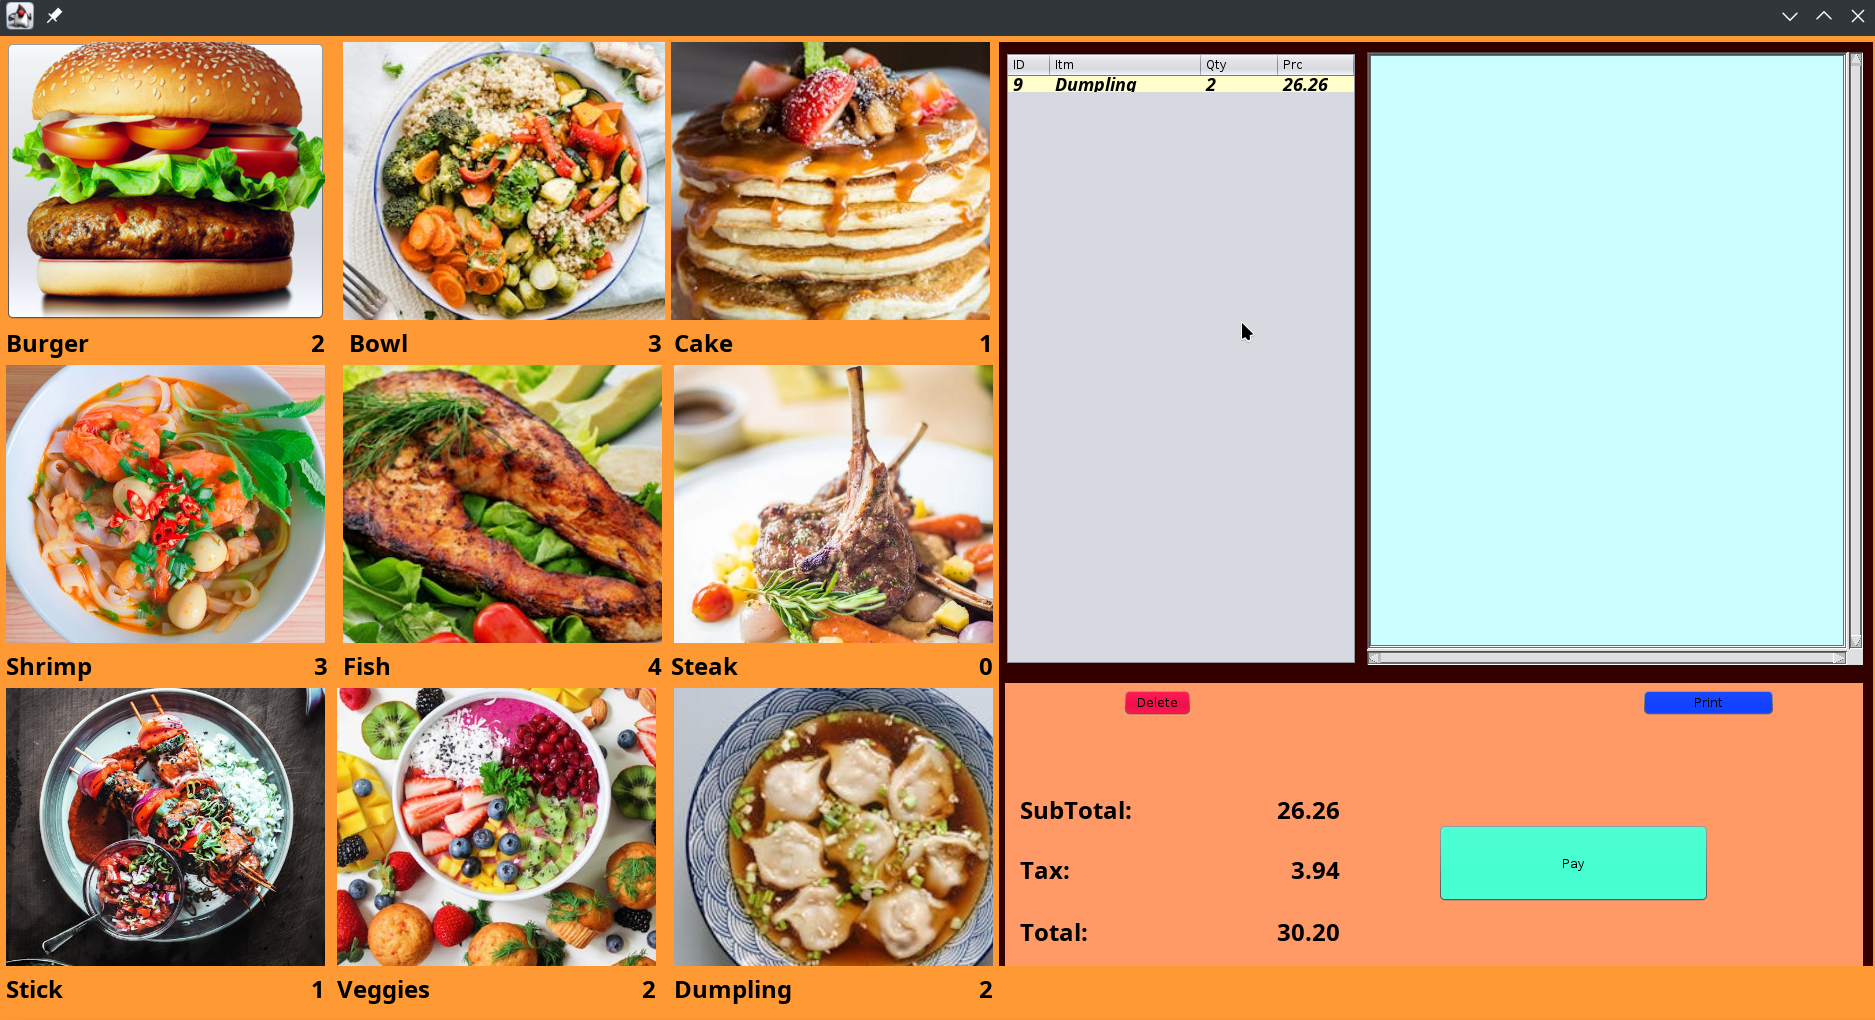 Burger 2
Bowl 3
Cake 1
Shrimp 3
Fish 4
Steak 0
Stick 1
Veggies 2
Dumpling 2
ID Itm Qty Prc
9 Dumpling 2 26.26
Delete
Print
SubTotal: 26.26
Tax: 3.94
Total: 30.20
Pay